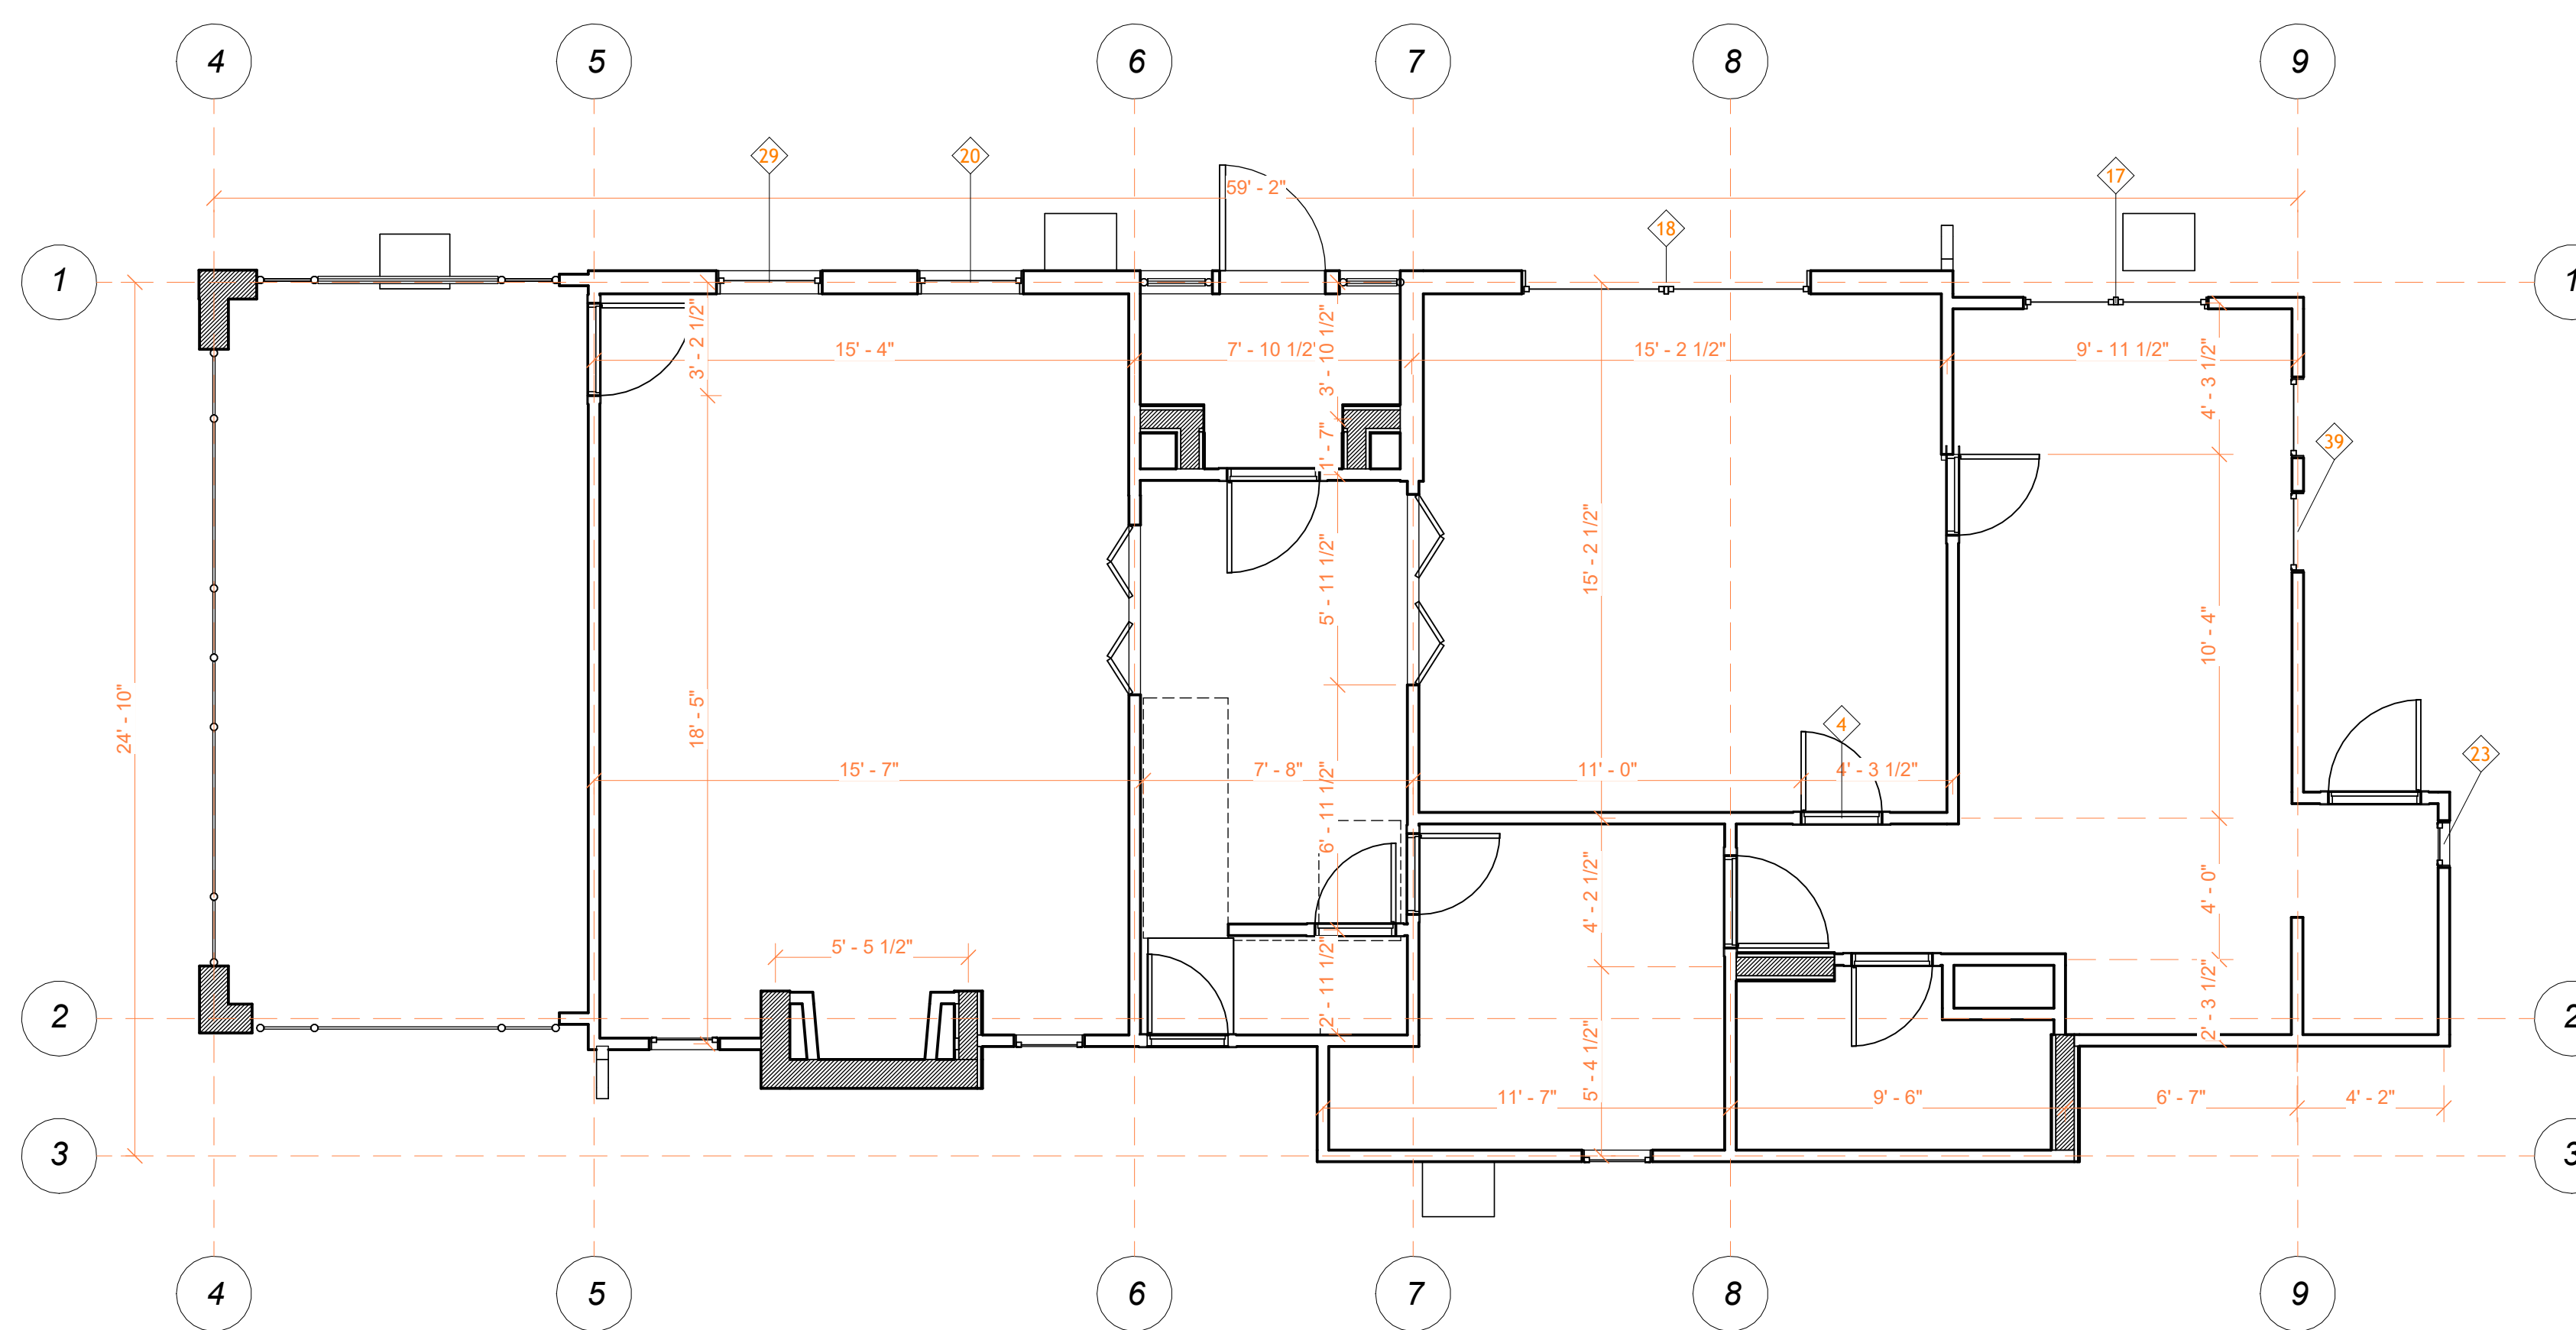 4 5 6 7 8 9
29 20 17
59' - 2"
18
1 1
3' - 2 1/2"
15' - 4" 7' - 10 1/2' 3' - 10 1/2" 15' - 2 1/2" 9' - 11 1/2" 4' - 3 1/2"
1' - 7" 39
5' - 11 1/2" 15' - 2 1/2"
10' - 4"
24' - 10" 18' - 5" 4 23
15' - 7" 7' - 8" 6' - 11 1/2" 11' - 0" 4' - 3 1/2"
4' - 2 1/2" 4' - 0"
5' - 5 1/2"
2' - 11 1/2" 2' - 3 1/2"
2 2
5' - 4 1/2"
11' - 7" 9' - 6" 6' - 7" 4' - 2"
3 3
4 5 6 7 8 9